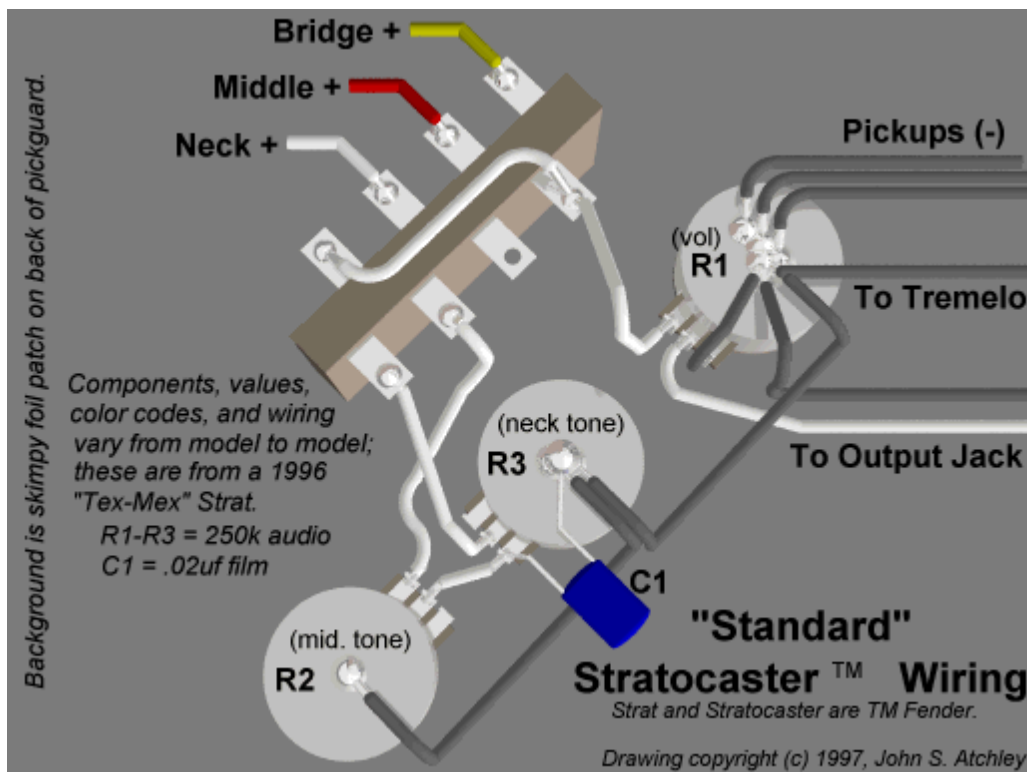 Bridge +
Middle +
Neck +
Background is skimpy foil patch on back of pickguard.
Pickups (-)
(vol)
R1
To Tremelo
Components, values,
color codes, and wiring
vary from model to model;
these are from a 1996
"Tex-Mex" Strat.
R1-R3 = 250k audio
C1 = .02uf film
(neck tone)
R3
To Output Jack
C1
(mid. tone)
R2
"Standard"
Stratocaster ™ Wiring
Strat and Stratocaster are TM Fender.
Drawing copyright (c) 1997, John S. Atchley